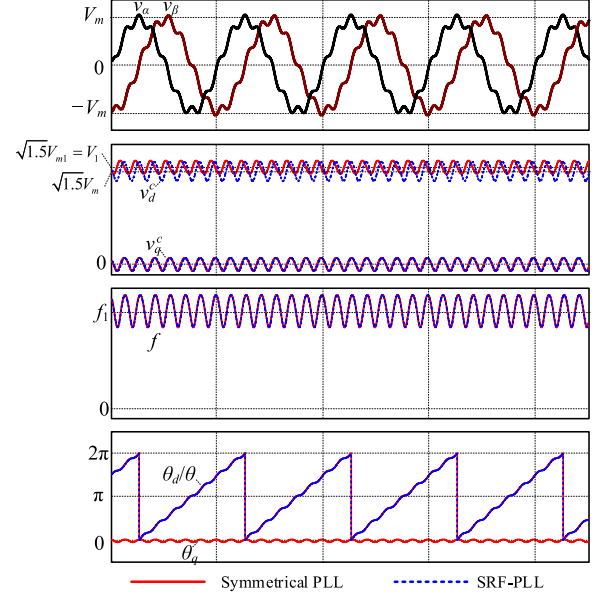 V_m
v_α v_β
0
−V_m
√1.5V_m1 = V_1
√1.5V_m
v_d^c
v_q^c
0
f_1
f
0
2π
θ_d/θ
π
0
θ_q
Symmetrical PLL
SRF-PLL